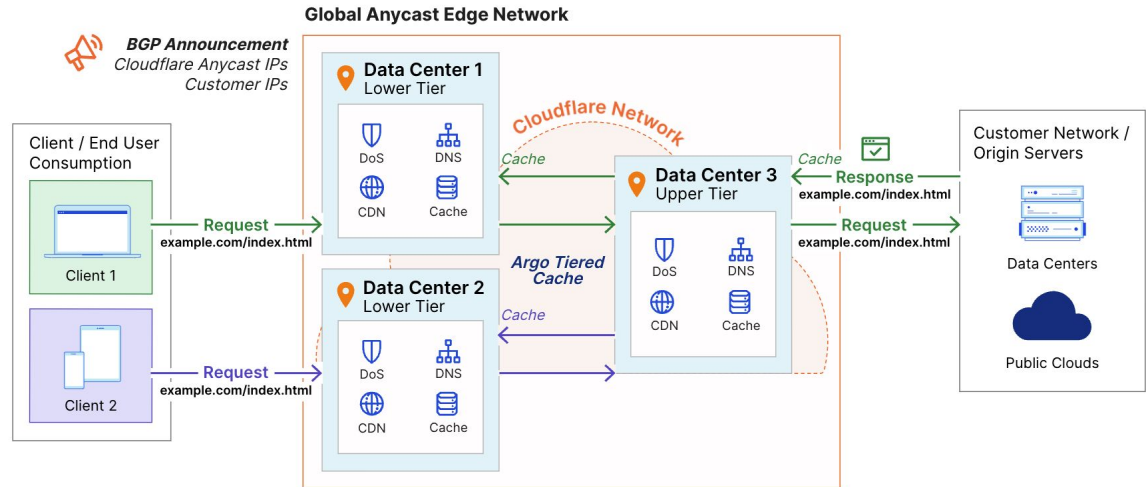 Global Anycast Edge Network
BGP Announcement
Cloudflare Anycast IPs
Customer IPs
Client / End User
Consumption
Client 1
Client 2
Request
example.com/index.html
Request
example.com/index.html
Data Center 1
Lower Tier
DoS
DNS
CDN
Cache
Data Center 2
Lower Tier
DoS
DNS
CDN
Cache
Cloudflare Network
Cache
Argo Tiered
Cache
Cache
Data Center 3
Upper Tier
DoS
DNS
CDN
Cache
Cache
Response
example.com/index.html
Request
example.com/index.html
Customer Network /
Origin Servers
Data Centers
Public Clouds